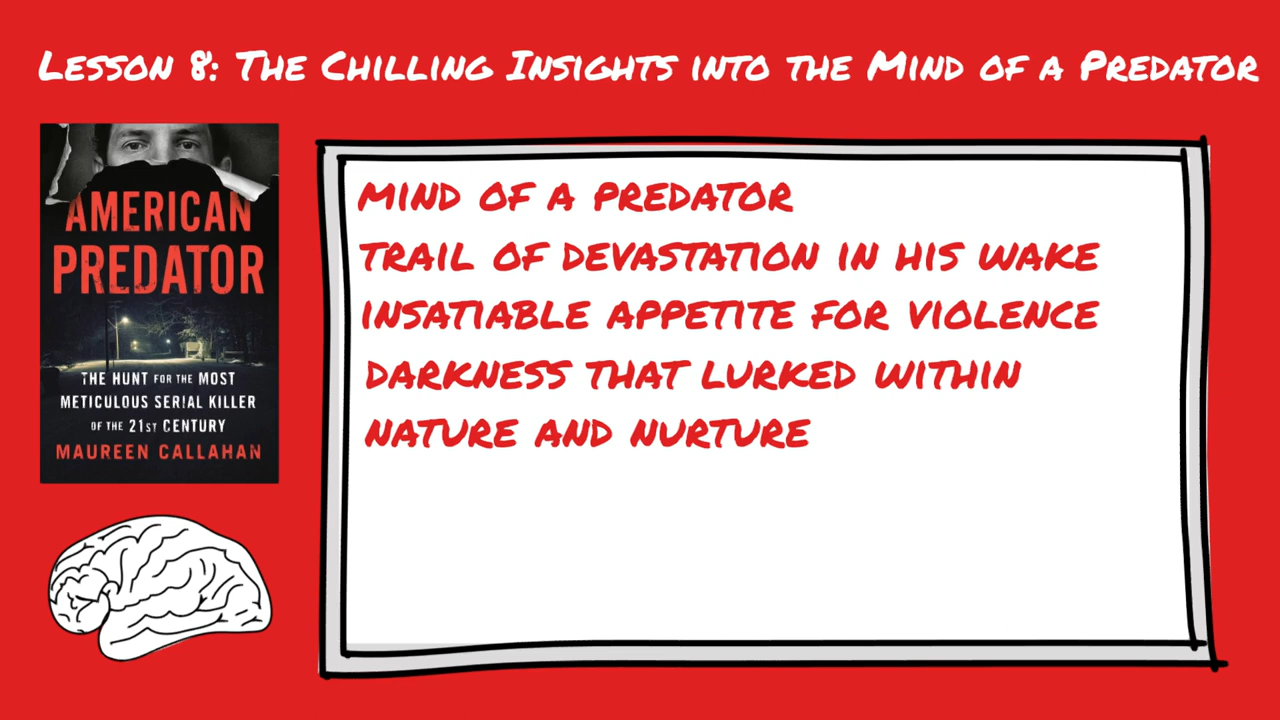 Lesson 8: The Chilling Insights into the Mind of a Predator
AMERICAN
PREDATOR
THE HUNT FOR THE MOST
METICULOUS SERIAL KILLER
OF THE 21ST CENTURY
MAUREEN CALLAHAN
MIND OF A PREDATOR
TRAIL OF DEVASTATION IN HIS WAKE
INSATIABLE APPETITE FOR VIOLENCE
DARKNESS THAT LURKED WITHIN
NATURE AND NURTURE